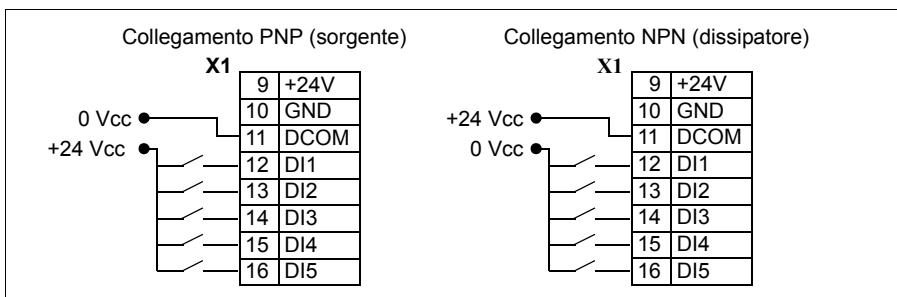 Collegamento PNP (sorgente)
X1
9 +24V
10 GND
0 Vcc
11 DCOM
+24 Vcc
12 DI1
13 DI2
14 DI3
15 DI4
16 DI5
Collegamento NPN (dissipatore)
X1
9 +24V
10 GND
+24 Vcc
11 DCOM
0 Vcc
12 DI1
13 DI2
14 DI3
15 DI4
16 DI5